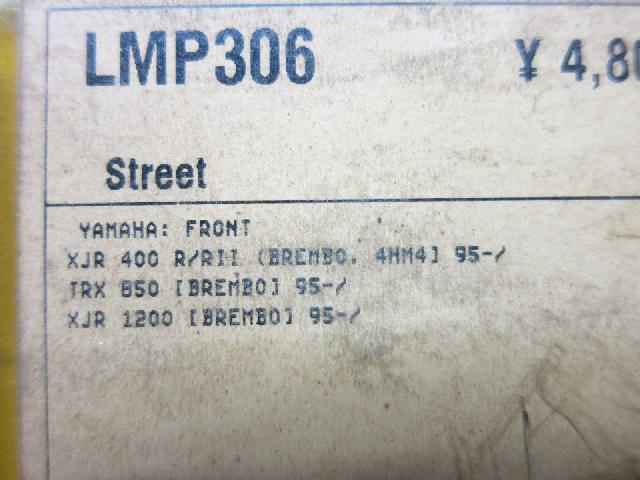 LMP306 ¥ 4,80
Street
YAMAHA: FRONT
XJR 400 R/RII (BREMBO. 4HM4] 95-/
TRX 850 [BREMBO] 95-/
XJR 1200 [BREMBO] 95-/